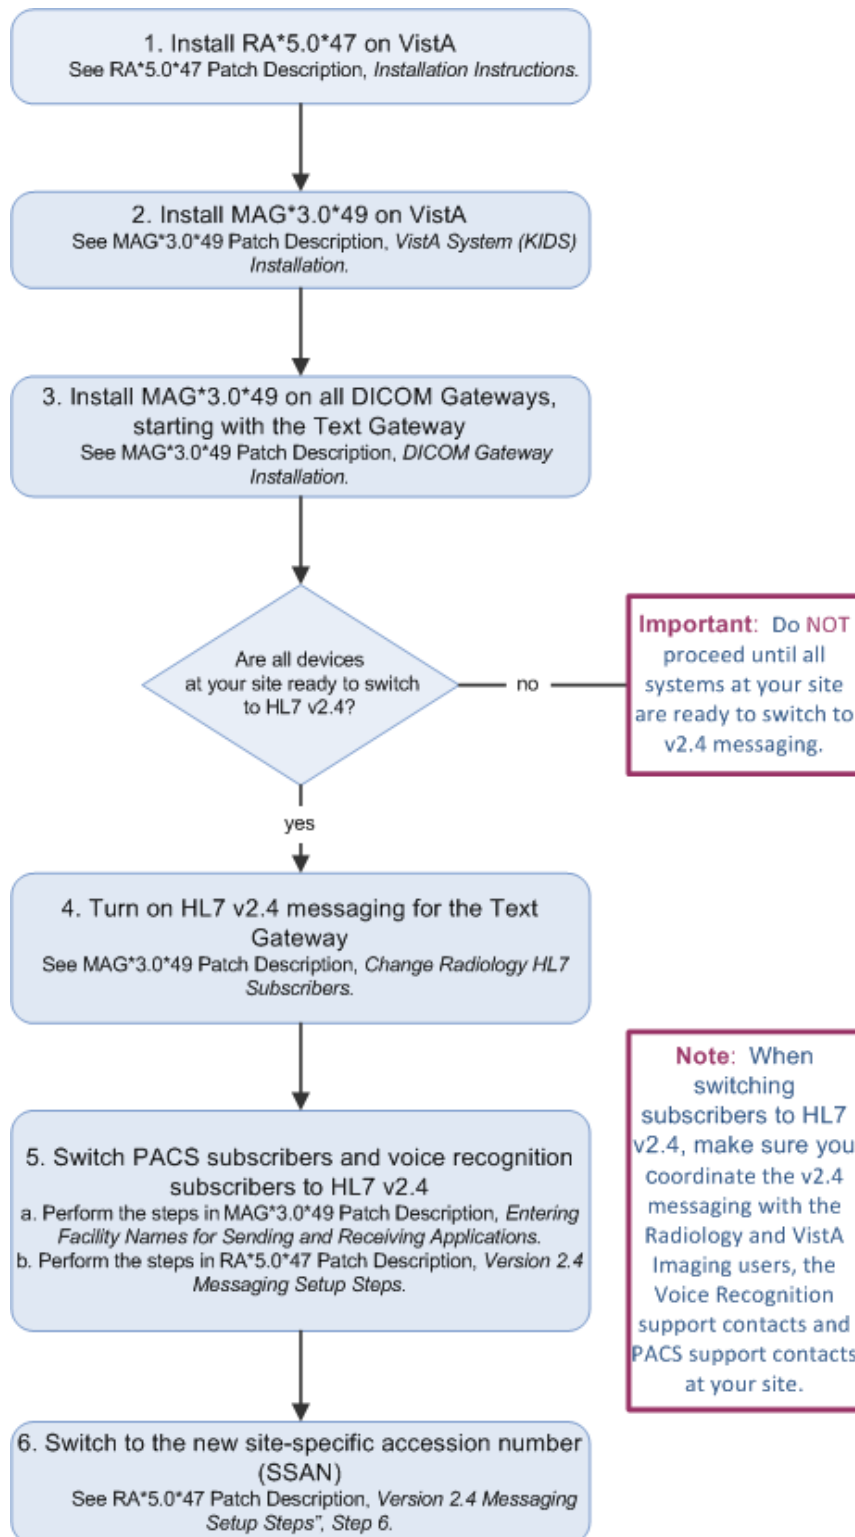 1. Install RA*5.0*47 on VistA
See RA*5.0*47 Patch Description, Installation Instructions.
2. Install MAG*3.0*49 on VistA
See MAG*3.0*49 Patch Description, VistA System (KIDS)
Installation.
3. Install MAG*3.0*49 on all DICOM Gateways,
starting with the Text Gateway
See MAG*3.0*49 Patch Description, DICOM Gateway
Installation.
Are all devices
at your site ready to switch
to HL7 v2.4?
no
Important: Do NOT
proceed until all
systems at your site
are ready to switch to
v2.4 messaging.
yes
4. Turn on HL7 v2.4 messaging for the Text
Gateway
See MAG*3.0*49 Patch Description, Change Radiology HL7
Subscribers.
5. Switch PACS subscribers and voice recognition
subscribers to HL7 v2.4
a. Perform the steps in MAG*3.0*49 Patch Description, Entering
Facility Names for Sending and Receiving Applications.
b. Perform the steps in RA*5.0*47 Patch Description, Version 2.4
Messaging Setup Steps.
Note: When
switching
subscribers to HL7
v2.4, make sure you
coordinate the v2.4
messaging with the
Radiology and VistA
Imaging users, the
Voice Recognition
support contacts and
PACS support contacts
at your site.
6. Switch to the new site-specific accession number
(SSAN)
See RA*5.0*47 Patch Description, Version 2.4 Messaging
Setup Steps", Step 6.